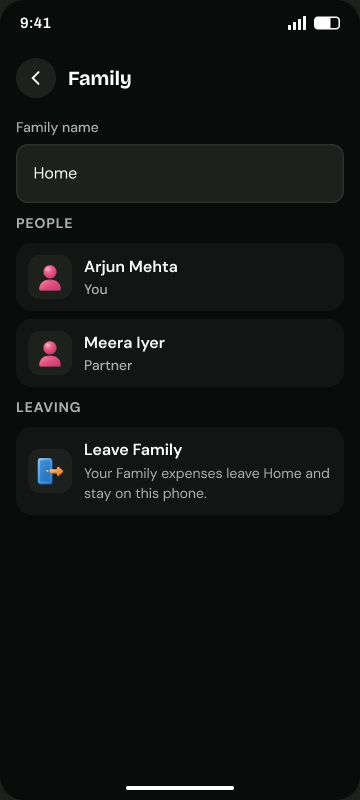 9:41
Family
Family name
Home
PEOPLE
Arjun Mehta
You
Meera Iyer
Partner
LEAVING
Leave Family
Your Family expenses leave Home and
stay on this phone.